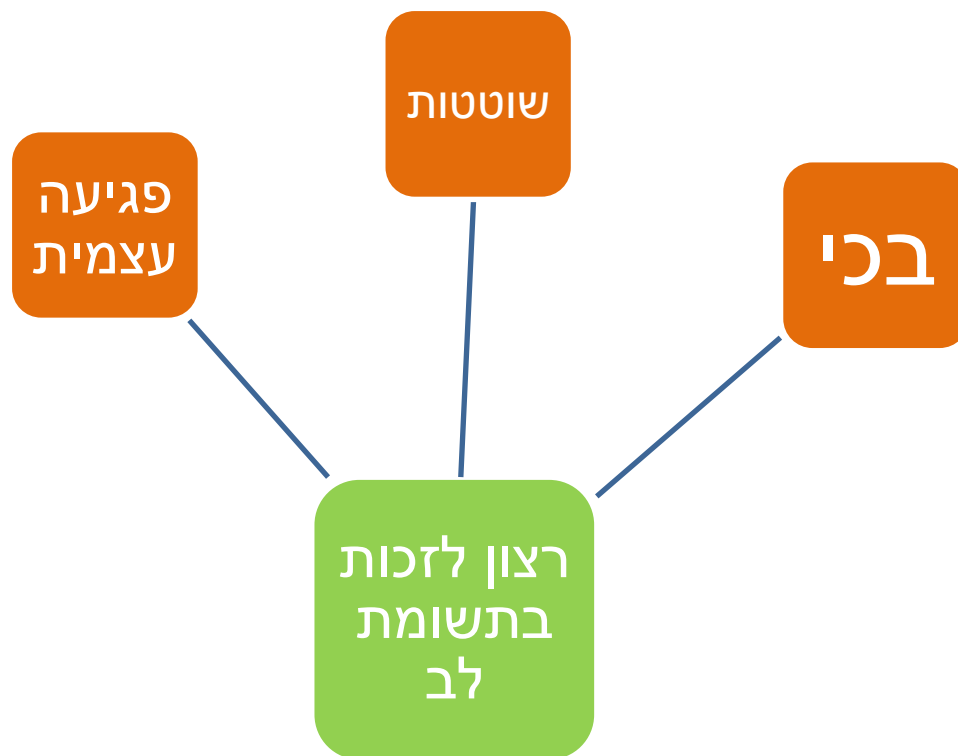 שוטטות
בכי
פגיעה
עצמית
רצון לזכות
בתשומת
לב